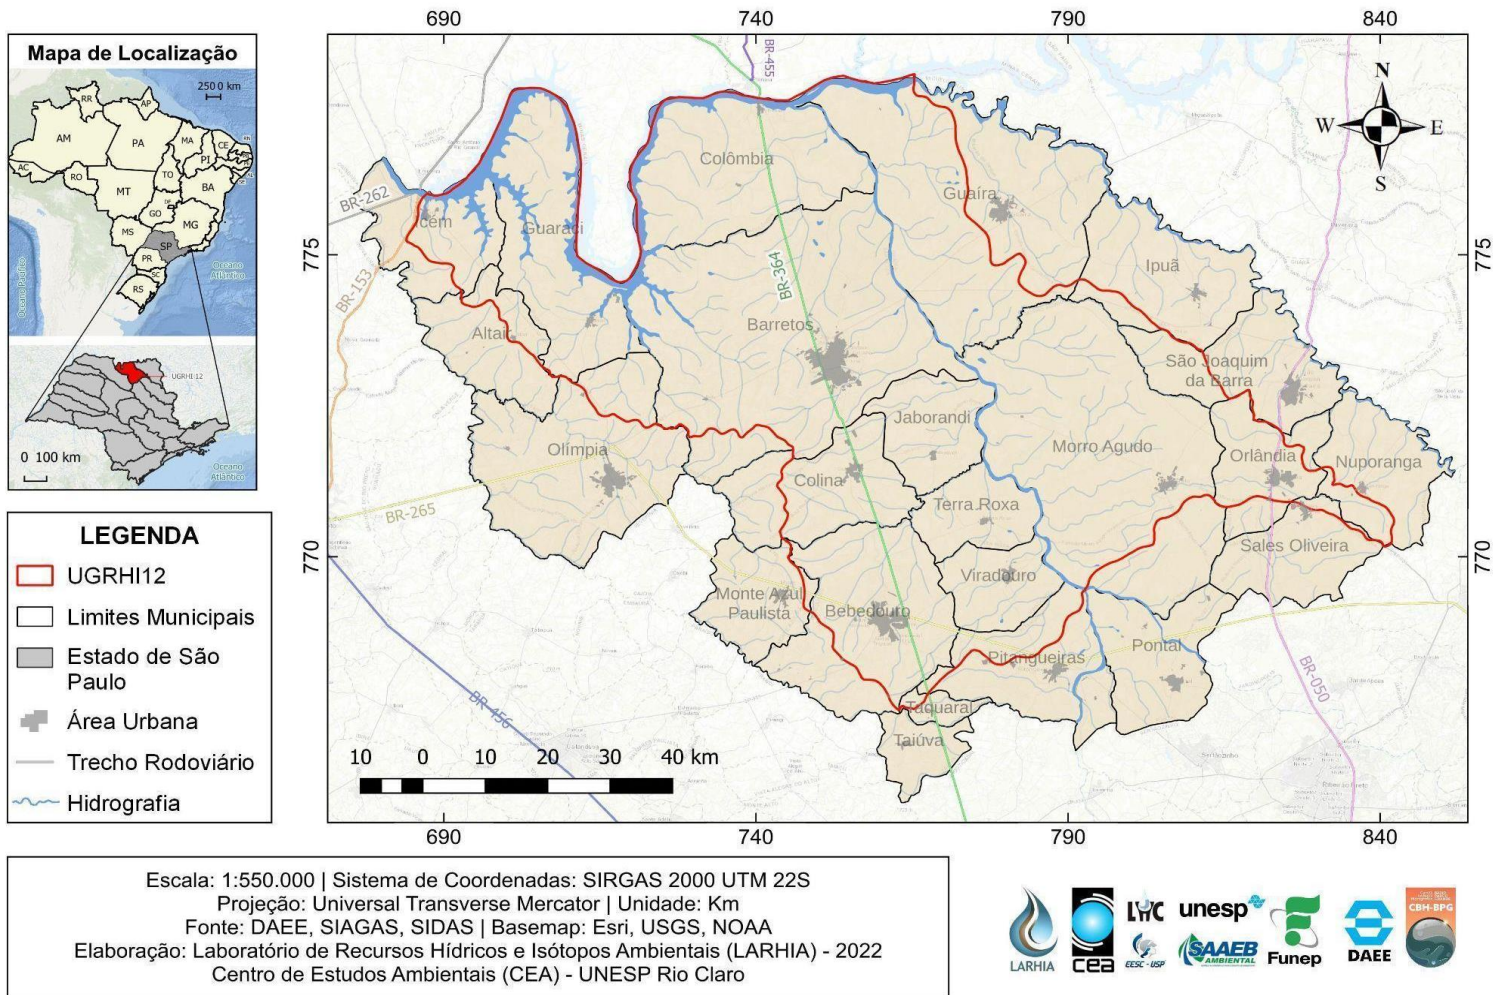 Mapa de Localização
250 0 km
RR
AP
AM
PA
MA
CE
PI
AC
RO
TO
MT
BA
DF
GO
MG
MS
SP
PR
SC
RS
Oceano Pacífico
Oceano
Atlântico
UGRHI 12
0 100 km
Oceano
Atlântico
LEGENDA
UGRHI12
Limites Municipais
Estado de São
Paulo
Área Urbana
Trecho Rodoviário
Hidrografia
690
740
790
840
775
770
775
770
690
740
790
840
N
W
E
S
BR-455
BR-262
BR-153
BR-364
BR-265
BR-456
BR-050
Colômbia
Guaíra
Icém
Guaraci
Ipuã
Altair
Barretos
São Joaquim
da Barra
Jaborandi
Olímpia
Morro Agudo
Orlândia
Nuporanga
Colina
Terra Roxa
Sales Oliveira
Viradouro
Monte Azul
Paulista
Bebedouro
Pitangueiras
Pontal
Taquaral
Taiúva
10 0 10 20 30 40 km
Escala: 1:550.000 | Sistema de Coordenadas: SIRGAS 2000 UTM 22S
Projeção: Universal Transverse Mercator | Unidade: Km
Fonte: DAEE, SIAGAS, SIDAS | Basemap: Esri, USGS, NOAA
Elaboração: Laboratório de Recursos Hídricos e Isótopos Ambientais (LARHIA) - 2022
Centro de Estudos Ambientais (CEA) - UNESP Rio Claro
LARHIA
cea
EESC - USP
unesp
SAAEB
AMBIENTAL
Funep
DAEE
CBH-BPG